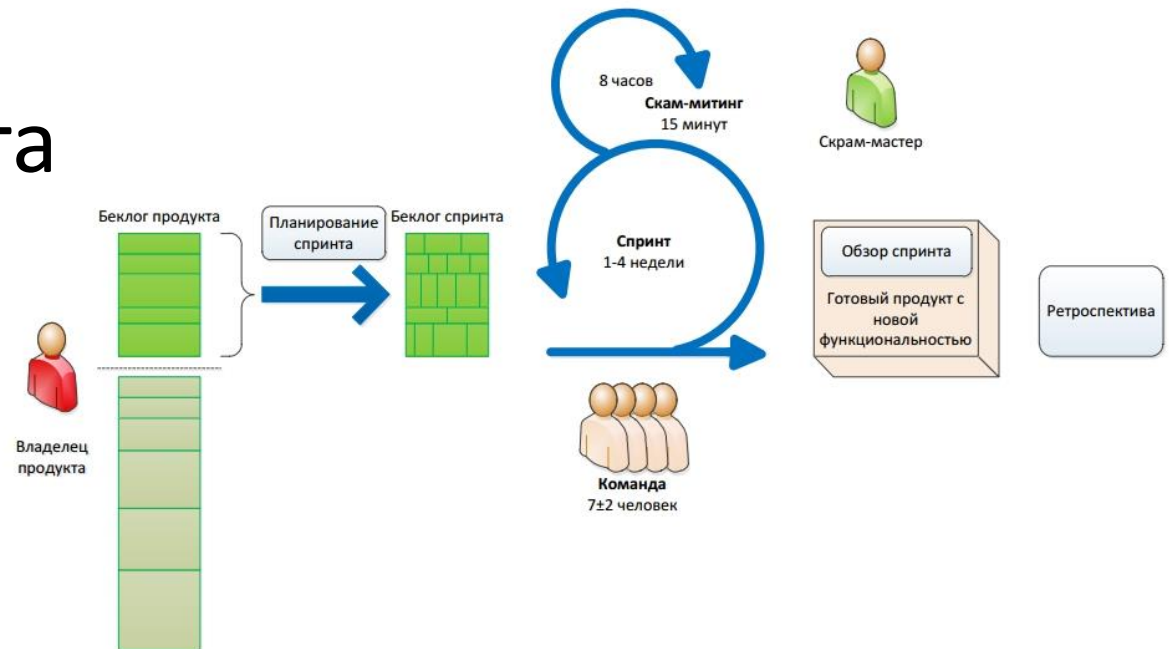 та
8 часов
Скам-митинг
15 минут
Скрам-мастер
Беклог продукта
Планирование
спринта
Беклог спринта
Спринт
1-4 недели
Обзор спринта
Готовый продукт с
новой
функциональностью
Ретроспектива
Владелец
продукта
Команда
7±2 человек